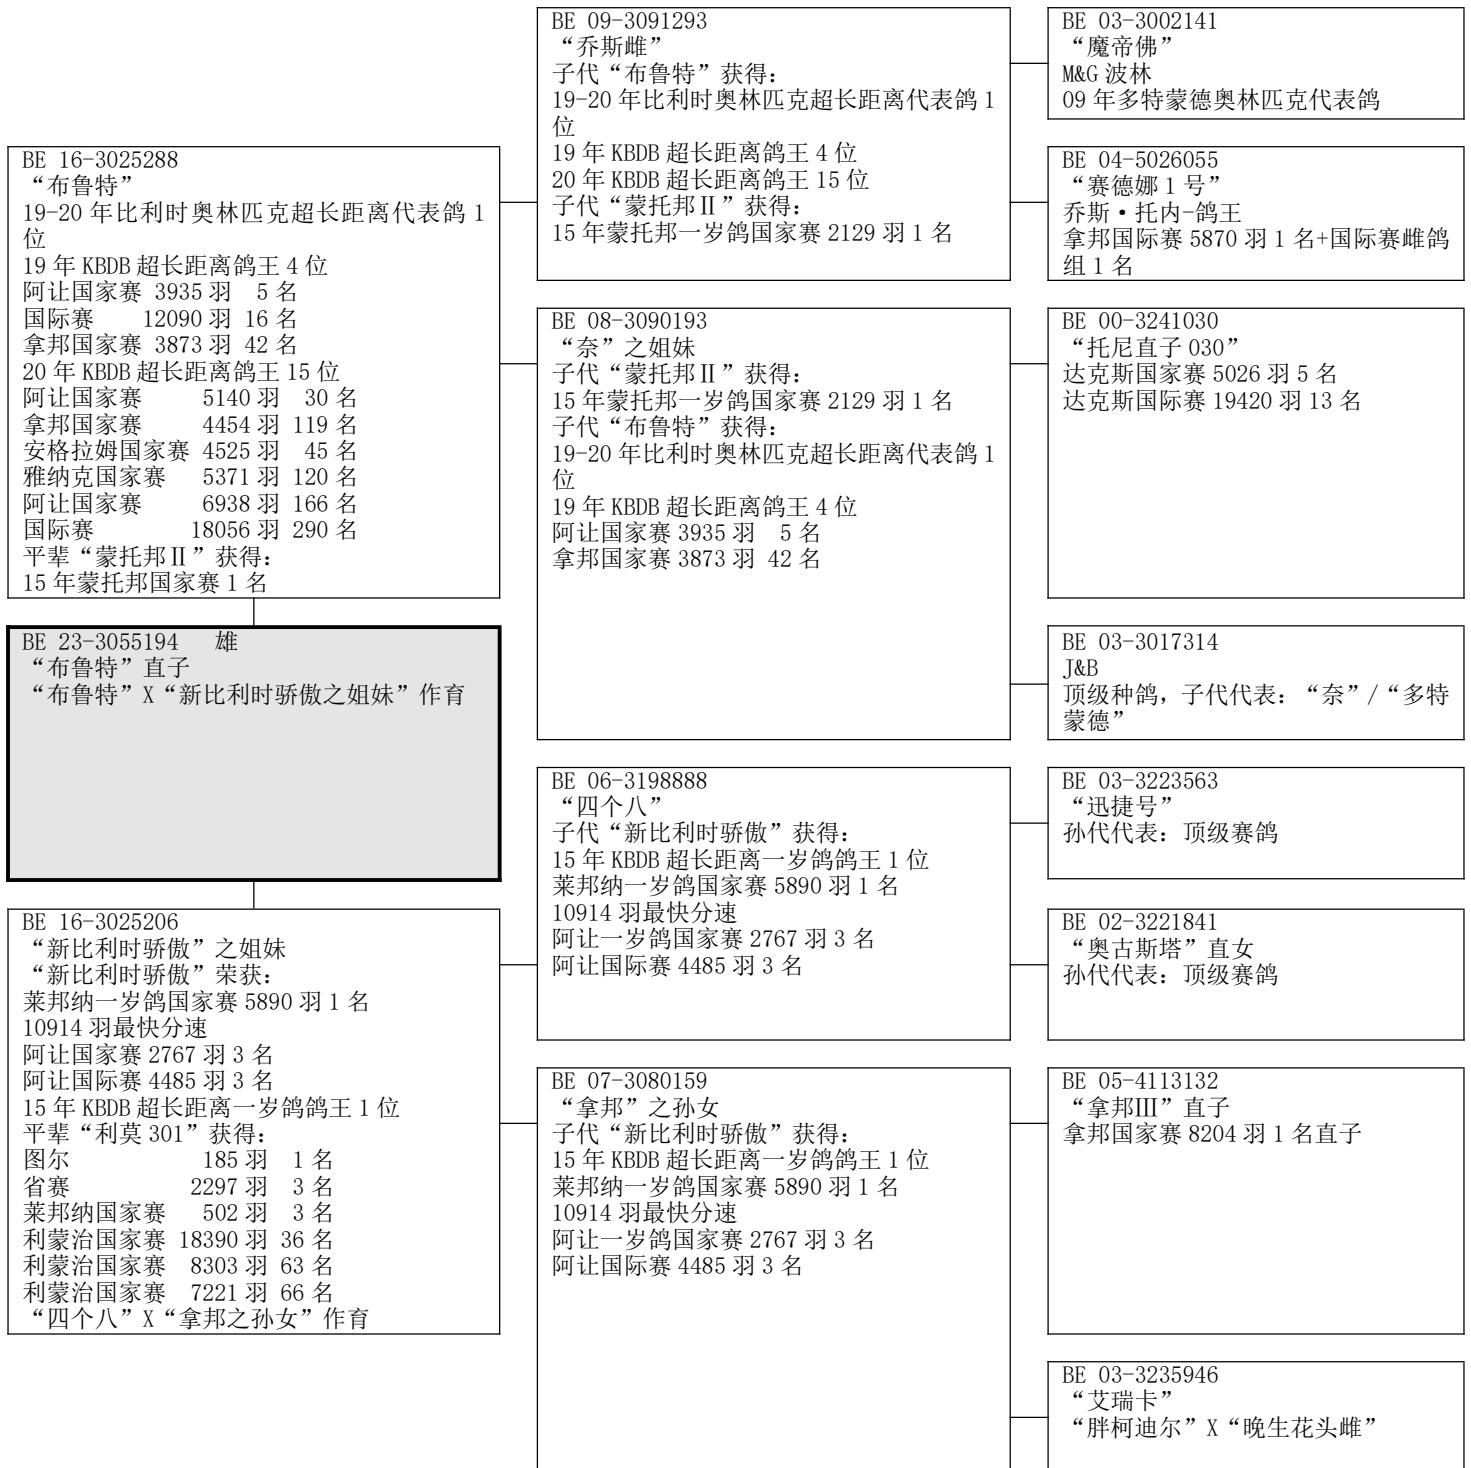 BE 16-3025288
“布鲁特”
19-20 年比利时奥林匹克超长距离代表鸽 1
位
19 年 KBDB 超长距离鸽王 4 位
阿让国家赛 3935 羽 5 名
国际赛 12090 羽 16 名
拿邦国家赛 3873 羽 42 名
20 年 KBDB 超长距离鸽王 15 位
阿让国家赛 5140 羽 30 名
拿邦国家赛 4454 羽 119 名
安格拉姆国家赛 4525 羽 45 名
雅纳克国家赛 5371 羽 120 名
阿让国家赛 6938 羽 166 名
国际赛 18056 羽 290 名
平辈“蒙托邦Ⅱ”获得：
15 年蒙托邦国家赛 1 名
BE 23-3055194 雄
“布鲁特”直子
“布鲁特”X“新比利时骄傲之姐妹”作育
BE 16-3025206
“新比利时骄傲”之姐妹
“新比利时骄傲”荣获：
莱邦纳一岁鸽国家赛 5890 羽 1 名
10914 羽最快分速
阿让国家赛 2767 羽 3 名
阿让国际赛 4485 羽 3 名
15 年 KBDB 超长距离一岁鸽鸽王 1 位
平辈“利莫 301”获得：
图尔 185 羽 1 名
省赛 2297 羽 3 名
莱邦纳国家赛 502 羽 3 名
利蒙治国家赛 18390 羽 36 名
利蒙治国家赛 8303 羽 63 名
利蒙治国家赛 7221 羽 66 名
“四个八”X“拿邦之孙女”作育
BE 09-3091293
“乔斯雌”
子代“布鲁特”获得：
19-20 年比利时奥林匹克超长距离代表鸽 1
位
19 年 KBDB 超长距离鸽王 4 位
20 年 KBDB 超长距离鸽王 15 位
子代“蒙托邦Ⅱ”获得：
15 年蒙托邦一岁鸽国家赛 2129 羽 1 名
BE 08-3090193
“奈”之姐妹
子代“蒙托邦Ⅱ”获得：
15 年蒙托邦一岁鸽国家赛 2129 羽 1 名
子代“布鲁特”获得：
19-20 年比利时奥林匹克超长距离代表鸽 1
位
19 年 KBDB 超长距离鸽王 4 位
阿让国家赛 3935 羽 5 名
拿邦国家赛 3873 羽 42 名
BE 06-3198888
“四个八”
子代“新比利时骄傲”获得：
15 年 KBDB 超长距离一岁鸽鸽王 1 位
莱邦纳一岁鸽国家赛 5890 羽 1 名
10914 羽最快分速
阿让一岁鸽国家赛 2767 羽 3 名
阿让国际赛 4485 羽 3 名
BE 07-3080159
“拿邦”之孙女
子代“新比利时骄傲”获得：
15 年 KBDB 超长距离一岁鸽鸽王 1 位
莱邦纳一岁鸽国家赛 5890 羽 1 名
10914 羽最快分速
阿让一岁鸽国家赛 2767 羽 3 名
阿让国际赛 4485 羽 3 名
BE 03-3002141
“魔帝佛”
M&G 波林
09 年多特蒙德奥林匹克代表鸽
BE 04-5026055
“赛德娜 1 号”
乔斯·托内-鸽王
拿邦国际赛 5870 羽 1 名+国际赛雌鸽
组 1 名
BE 00-3241030
“托尼直子 030”
达克斯国家赛 5026 羽 5 名
达克斯国际赛 19420 羽 13 名
BE 03-3017314
J&B
顶级种鸽，子代代表：“奈”/“多特
蒙德”
BE 03-3223563
“迅捷号”
孙代代表：顶级赛鸽
BE 02-3221841
“奥古斯塔”直女
孙代代表：顶级赛鸽
BE 05-4113132
“拿邦Ⅲ”直子
拿邦国家赛 8204 羽 1 名直子
BE 03-3235946
“艾瑞卡”
“胖柯迪尔”X“晚生花头雌”